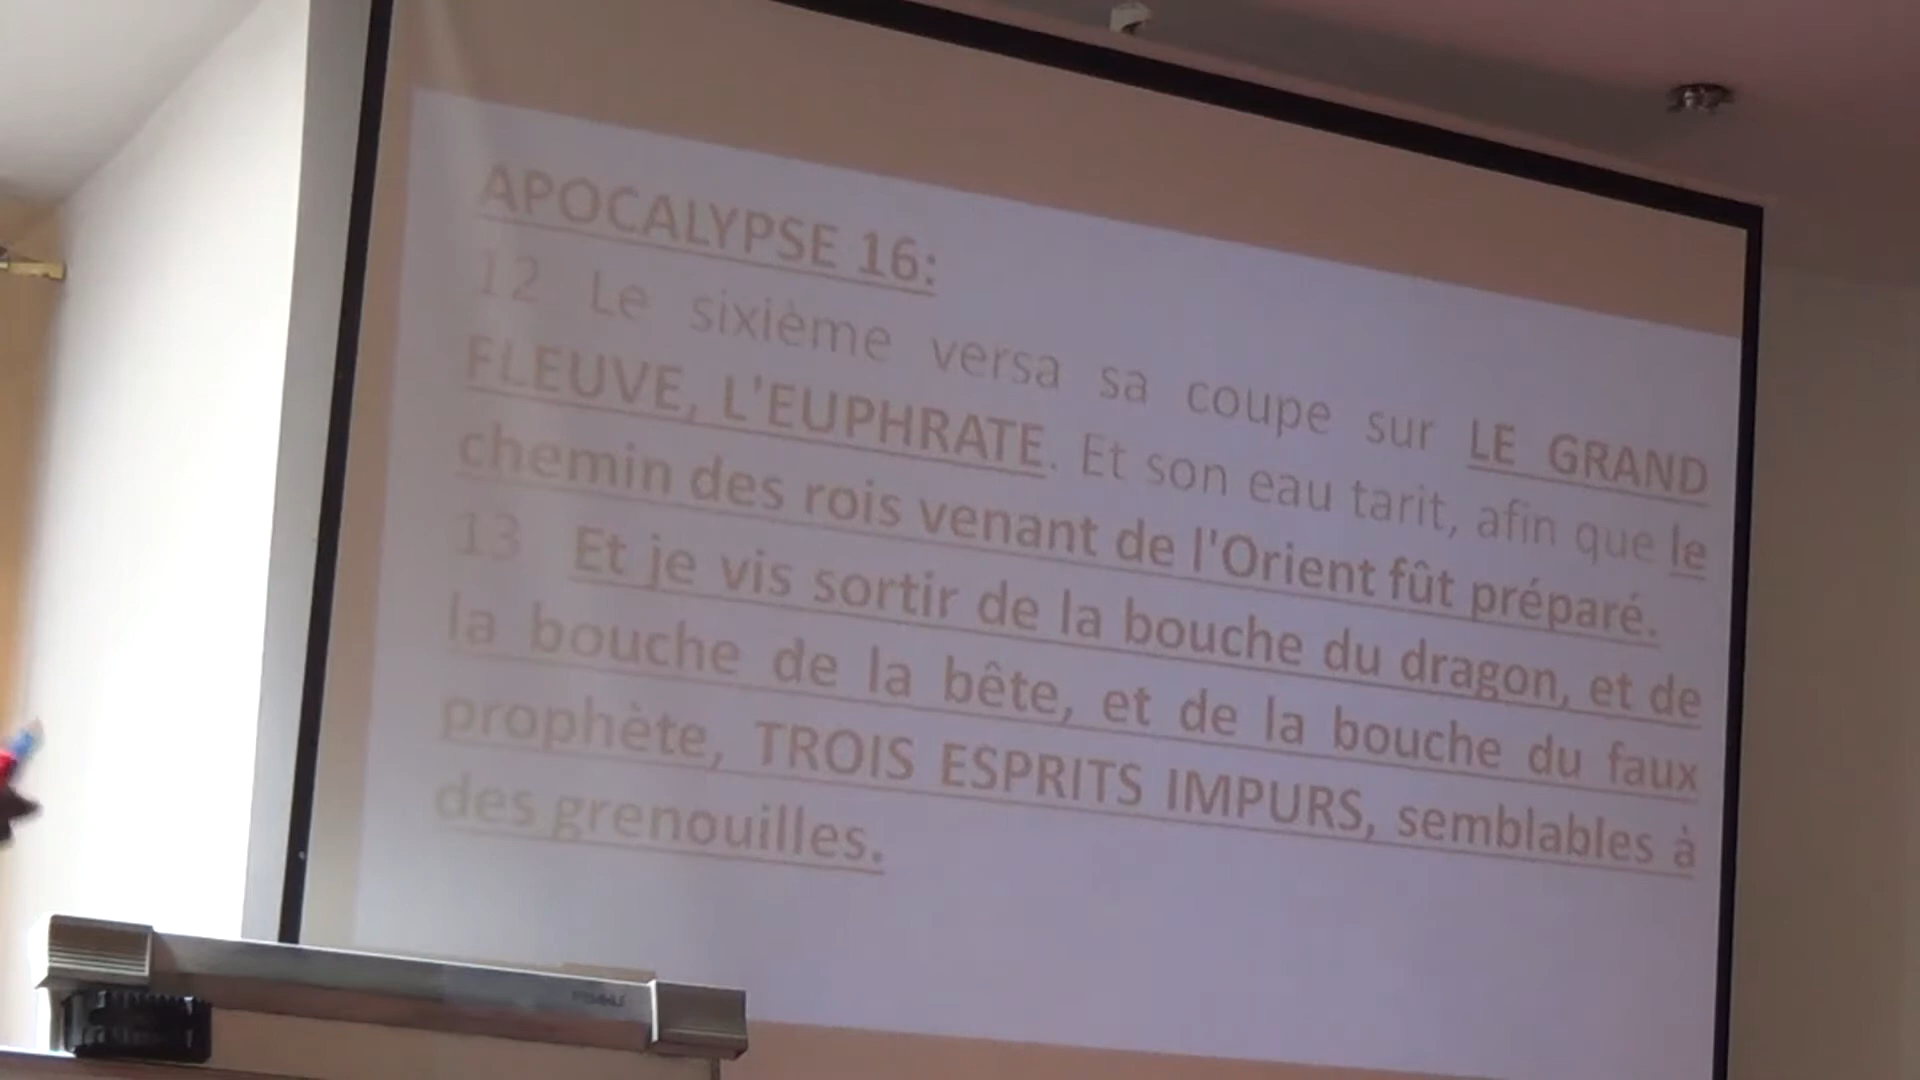 APOCALYPSE 16:
12 Le sixième versa sa coupe sur LE GRAND
FLEUVE, L'EUPHRATE. Et son eau tarit, afin que le
chemin des rois venant de l'Orient fût préparé.
13 Et je vis sortir de la bouche du dragon, et de
la bouche de la bête, et de la bouche du faux
prophète, TROIS ESPRITS IMPURS, semblables à
des grenouilles.